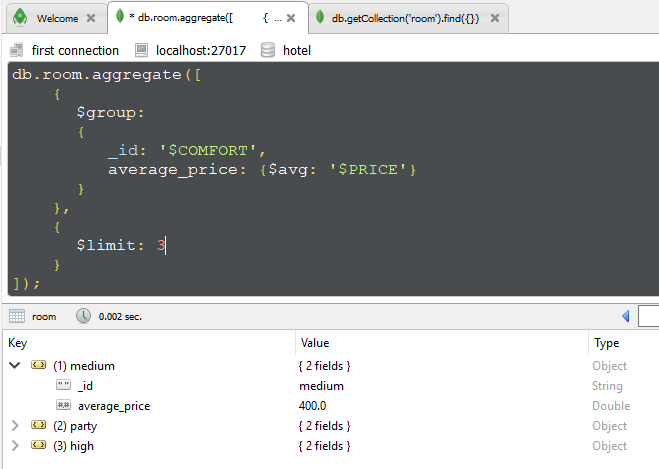 Welcome
* db.room.aggregate([ { ...
db.getCollection('room').find({})
first connection localhost:27017 hotel
db.room.aggregate([
{
$group:
{
_id: '$COMFORT',
average_price: {$avg: '$PRICE'}
}
},
{
$limit: 3
}
]);
room 0.002 sec.
Key Value Type
(1) medium { 2 fields } Object
_id medium String
average_price 400.0 Double
(2) party { 2 fields } Object
(3) high { 2 fields } Object